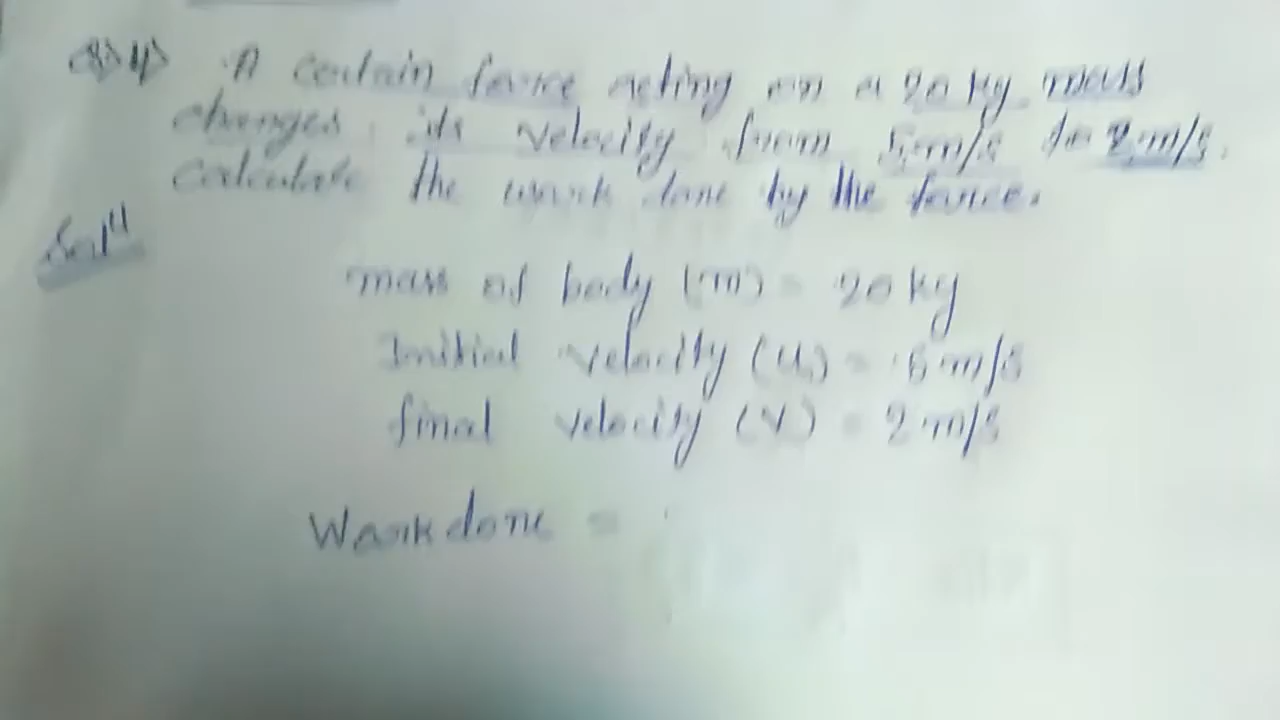 Q4) A certain force acting on a 20 kg mass
changes its velocity from 5 m/s to 2 m/s.
calculate the work done by the force.
Solⁿ
mass of body (m) = 20 kg
Initial velocity (u) = 5 m/s
final velocity (v) = 2 m/s
Work done =